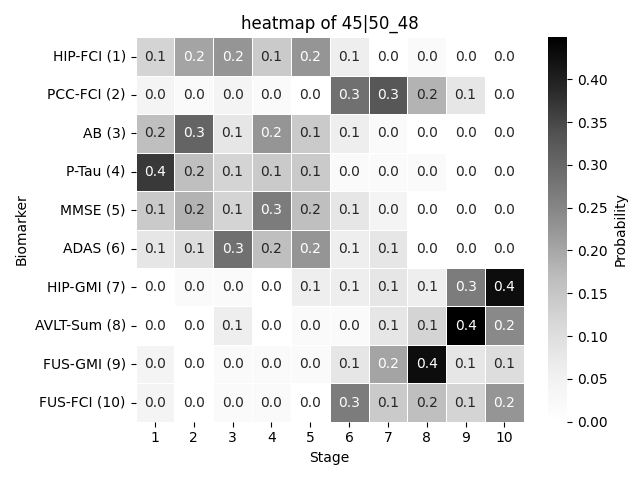 heatmap of 45|50_48
HIP-FCI (1) 0.1 0.2 0.2 0.1 0.2 0.1 0.0 0.0 0.0 0.0
PCC-FCI (2) 0.0 0.0 0.0 0.0 0.0 0.3 0.3 0.2 0.1 0.0
AB (3) 0.2 0.3 0.1 0.2 0.1 0.1 0.0 0.0 0.0 0.0
P-Tau (4) 0.4 0.2 0.1 0.1 0.1 0.0 0.0 0.0 0.0 0.0
MMSE (5) 0.1 0.2 0.1 0.3 0.2 0.1 0.0 0.0 0.0 0.0
ADAS (6) 0.1 0.1 0.3 0.2 0.2 0.1 0.1 0.0 0.0 0.0
HIP-GMI (7) 0.0 0.0 0.0 0.0 0.1 0.1 0.1 0.1 0.3 0.4
AVLT-Sum (8) 0.0 0.0 0.1 0.0 0.0 0.0 0.1 0.1 0.4 0.2
FUS-GMI (9) 0.0 0.0 0.0 0.0 0.0 0.1 0.2 0.4 0.1 0.1
FUS-FCI (10) 0.0 0.0 0.0 0.0 0.0 0.3 0.1 0.2 0.1 0.2
1 2 3 4 5 6 7 8 9 10
Stage
Biomarker
0.40
0.35
0.30
0.25
0.20
0.15
0.10
0.05
0.00
Probability